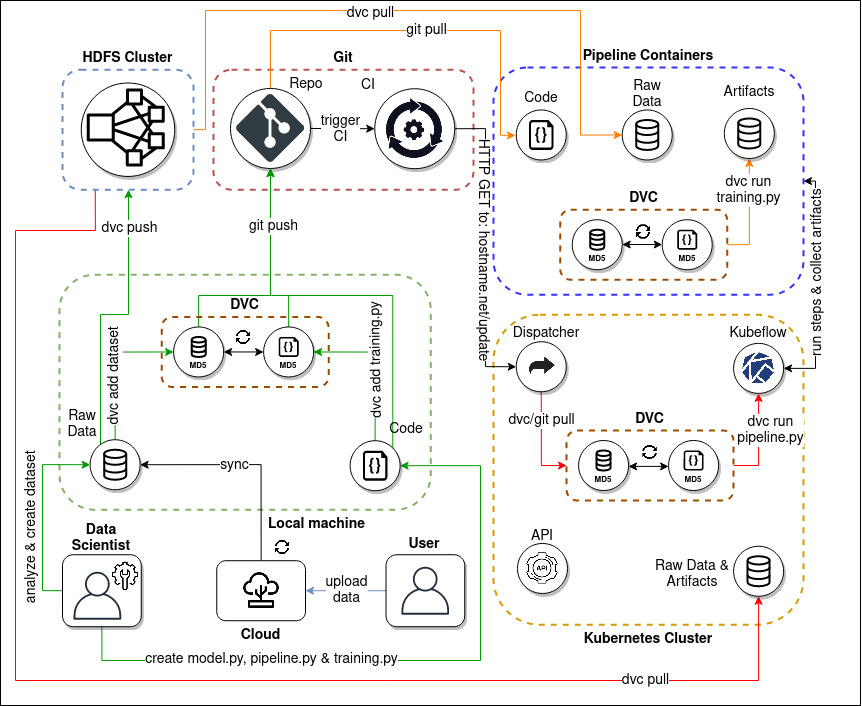 dvc pull
git pull
HDFS Cluster
Git
Pipeline Containers
Repo
CI
trigger
CI
Code
Raw
Data
Artifacts
dvc run
training.py
DVC
MD5
MD5
HTTP GET to: hostname.net/update
run steps & collect artifacts
dvc push
git push
DVC
MD5
MD5
dvc add dataset
dvc add training.py
Raw
Data
Code
sync
Local machine
analyze & create dataset
Data
Scientist
Cloud
upload
data
User
create model.py, pipeline.py & training.py
Dispatcher
Kubeflow
dvc/git pull
DVC
MD5
MD5
dvc run
pipeline.py
API
API
Raw Data &
Artifacts
Kubernetes Cluster
dvc pull